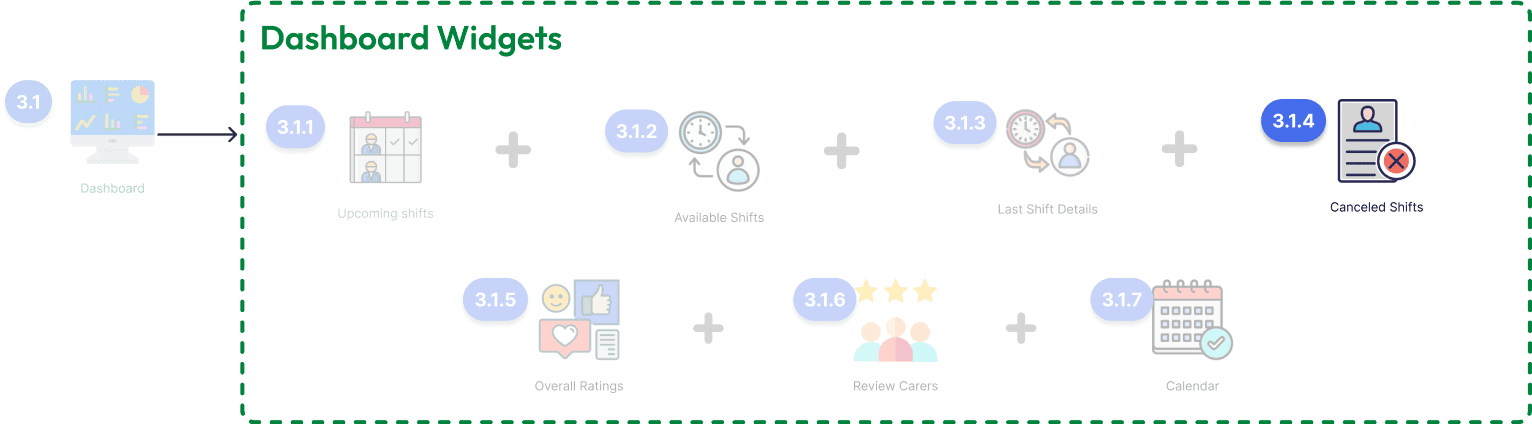 Dashboard Widgets
3.1
Dashboard
3.1.1
Upcoming shifts
3.1.2
Available Shifts
3.1.3
Last Shift Details
3.1.4
Canceled Shifts
3.1.5
Overall Ratings
3.1.6
Review Carers
3.1.7
Calendar